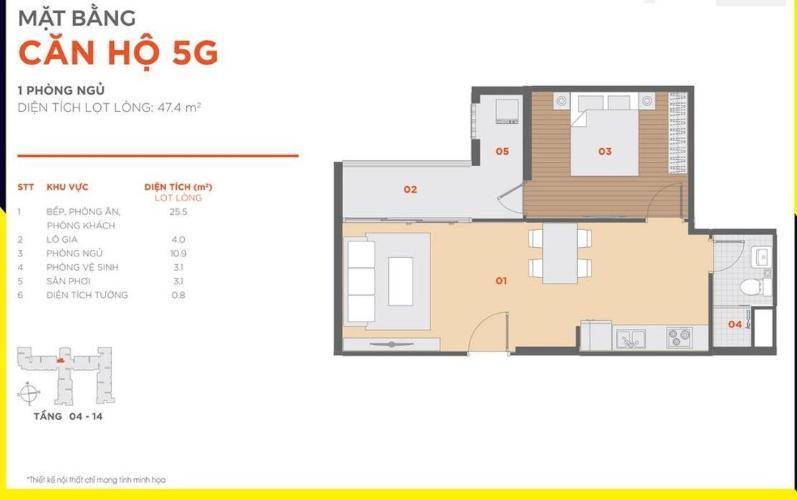 MẶT BẰNG
CĂN HỘ 5G
1 PHÒNG NGỦ
DIỆN TÍCH LỌT LÒNG: 47.4 m²
STT KHU VỰC DIỆN TÍCH (m²)
LỌT LÒNG
1 BẾP, PHÒNG ĂN, 25.5
PHÒNG KHÁCH
2 LÔ GIA 4.0
3 PHÒNG NGỦ 10.9
4 PHÒNG VỆ SINH 3.1
5 SÂN PHƠI 3.1
6 DIỆN TÍCH TƯỜNG 0.8
TẦNG 04 - 14
*Thiết kế nội thất chỉ mang tính minh họa
05
03
02
01
04